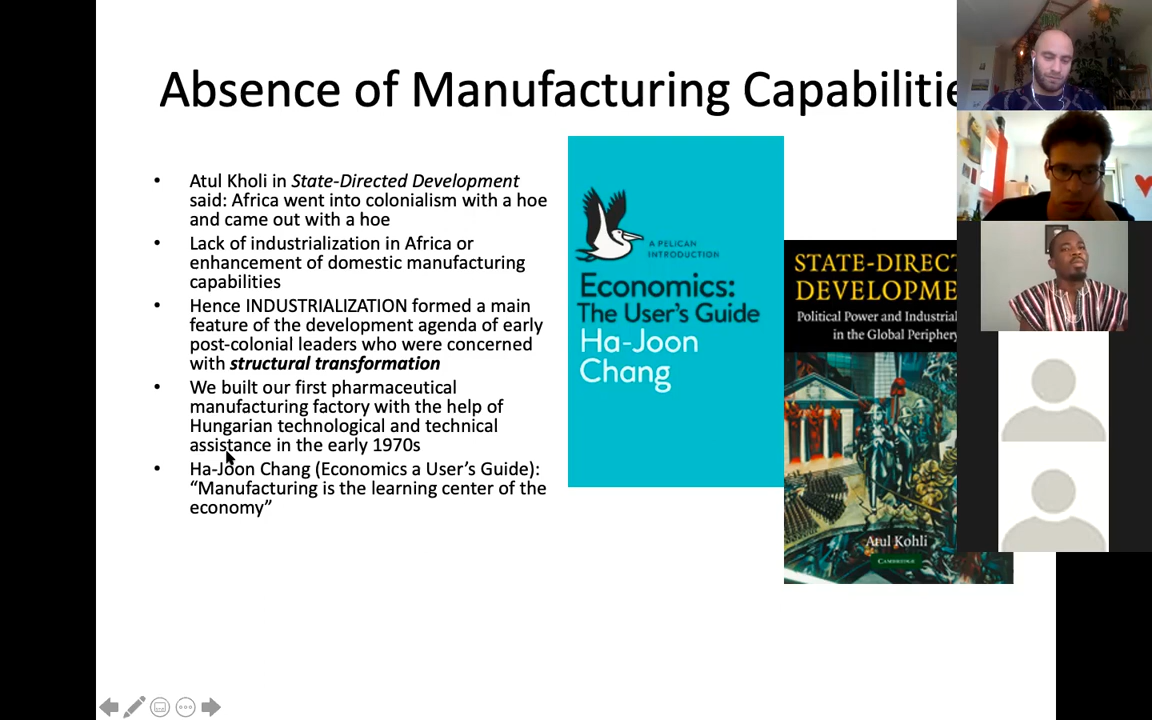 Absence of Manufacturing Capabilitie
• Atul Kholi in State-Directed Development
said: Africa went into colonialism with a hoe
and came out with a hoe
• Lack of industrialization in Africa or
enhancement of domestic manufacturing
capabilities
• Hence INDUSTRIALIZATION formed a main
feature of the development agenda of early
post-colonial leaders who were concerned
with structural transformation
• We built our first pharmaceutical
manufacturing factory with the help of
Hungarian technological and technical
assistance in the early 1970s
• Ha-Joon Chang (Economics a User’s Guide):
“Manufacturing is the learning center of the
economy”
A PELICAN
INTRODUCTION
Economics:
The User's Guide
Ha-Joon
Chang
STATE-DIRECT
DEVELOPME
Political Power and Industrial
in the Global Periphery
Atul Kohli
CAMBRIDGE